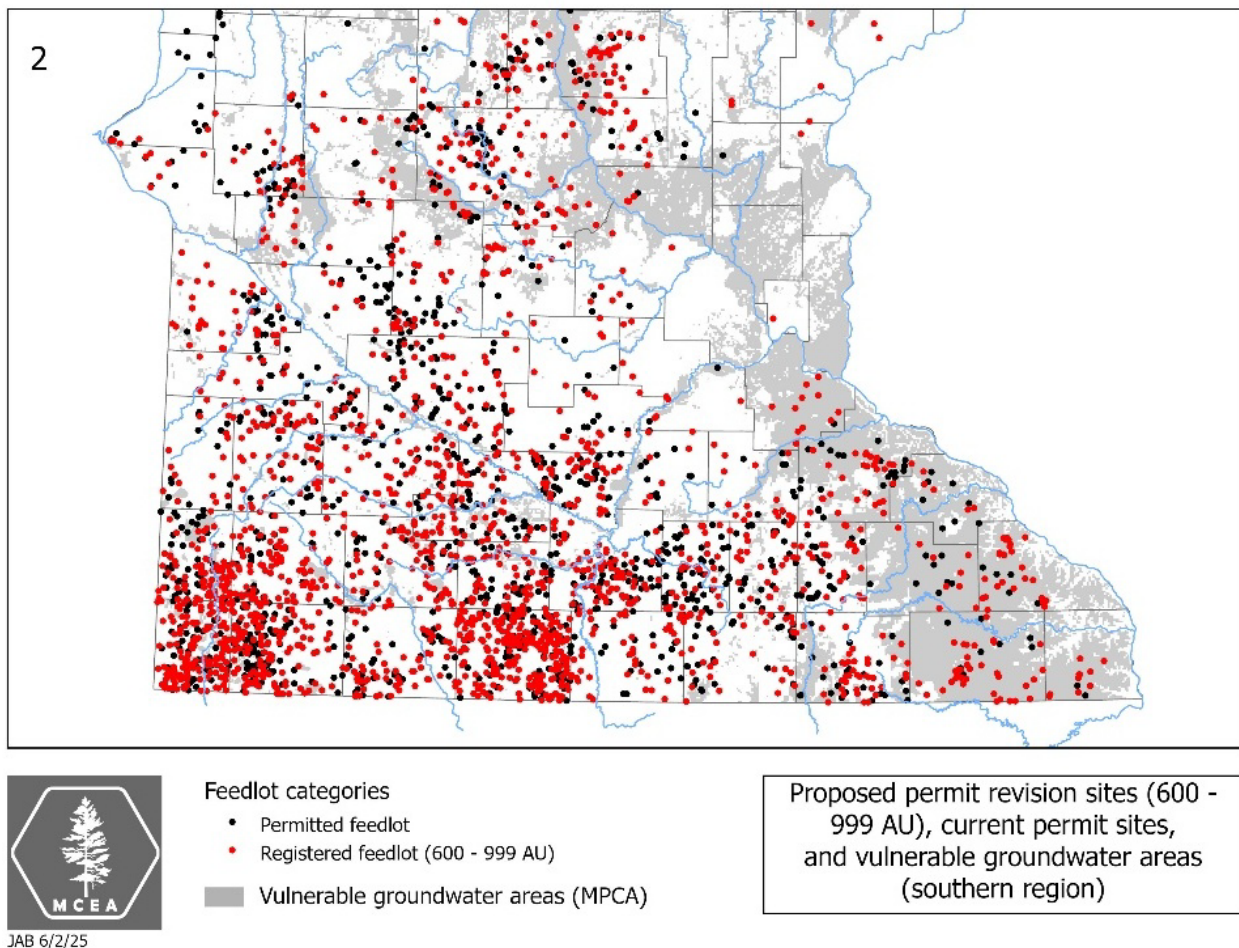 2
Feedlot categories
Permitted feedlot
Registered feedlot (600 - 999 AU)
Vulnerable groundwater areas (MPCA)
Proposed permit revision sites (600 -
999 AU), current permit sites,
and vulnerable groundwater areas
(southern region)
MCEA
JAB 6/2/25